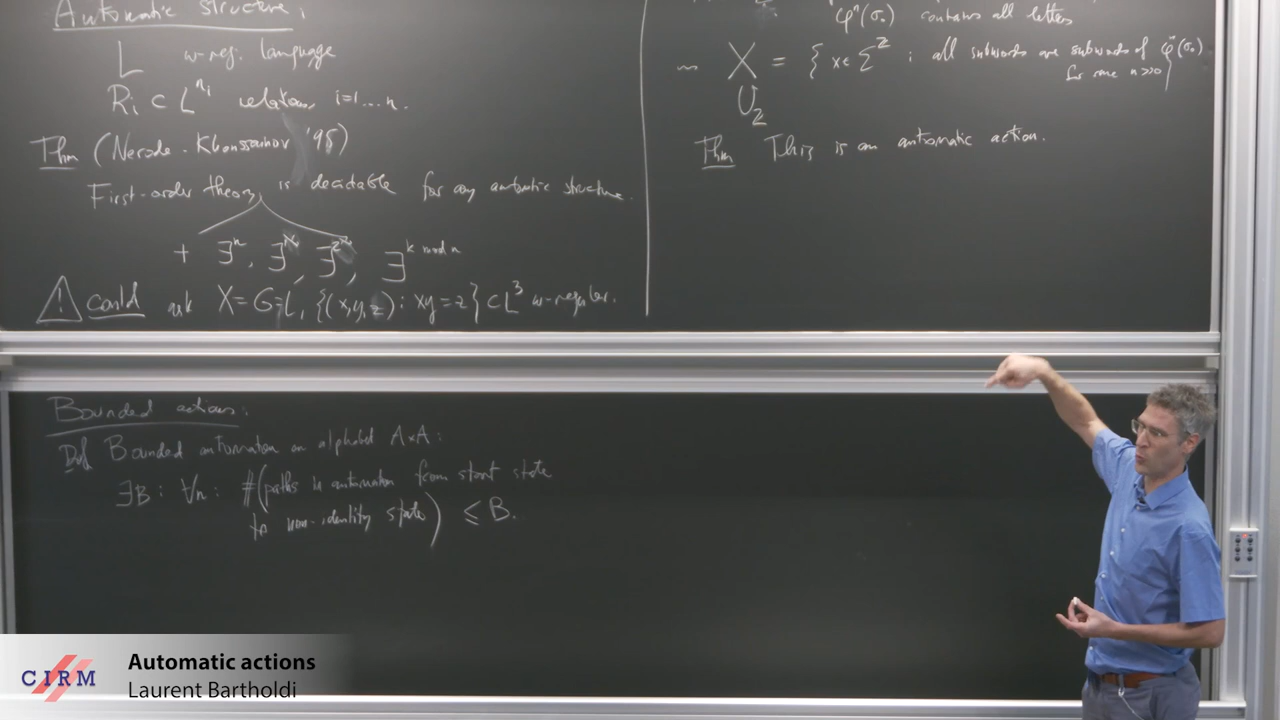 Automatic structure:
L ω-reg. language
Rᵢ ⊂ L^{nᵢ} relations, i=1...n.
Thm (Nerode-Khoussainov '95)
First-order theory is decidable for any automatic structure.
+ ∃ⁿ, ∃^ℵ, ∃^{2^ℵ}, ∃^{k mod n}
⚠ could ask X=G=L, {(x,y,z): xy=z} ⊂ L³ ω-regular.
φⁿ(σ₀) contains all letters
X = { x∈Σ^ℤ ; all subwords are subwords of φⁿ(σ₀)
for some n>>0}
ℤ
Thm This is an automatic action.
Bounded actions:
Def Bounded automaton on alphabet A×A:
∃B: ∀n: #(paths in automaton from start state
to non-identity state) ≤ B.
CIRM
Automatic actions
Laurent Bartholdi